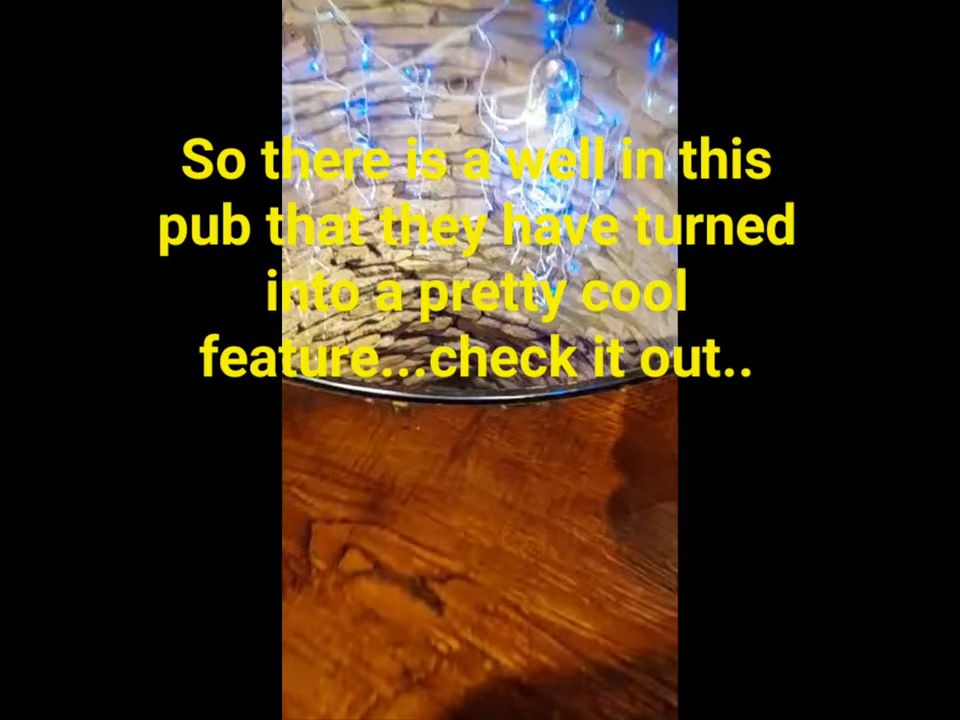 So there is a well in this
pub that they have turned
into a pretty cool
feature...check it out..